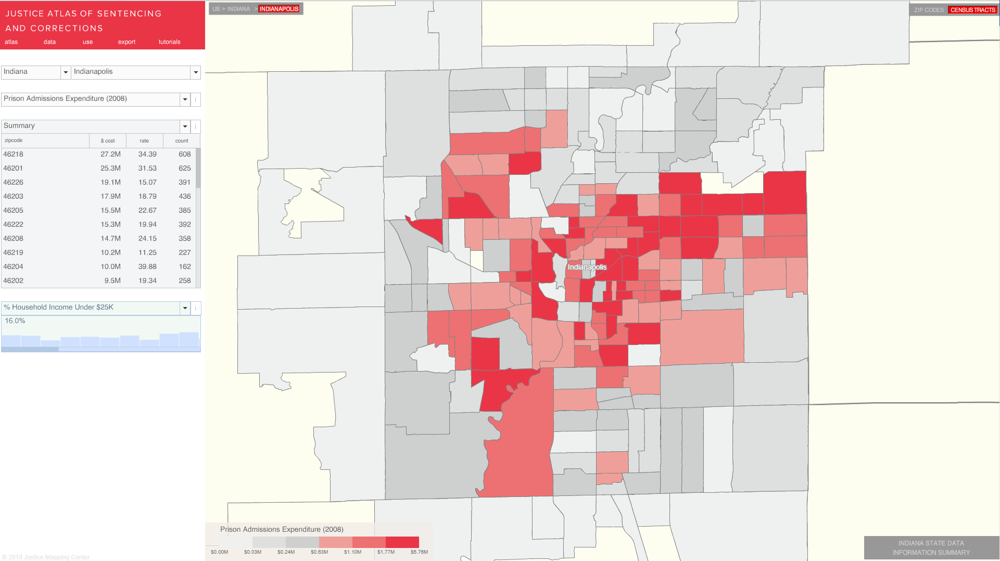 JUSTICE ATLAS OF SENTENCING
AND CORRECTIONS
atlas data use export tutorials
Indiana Indianapolis
Prison Admissions Expenditure (2008) i
Summary i
zipcode $ cost rate count
46218 27.2M 34.39 608
46201 25.3M 31.53 625
46226 19.1M 15.07 391
46203 17.9M 18.79 436
46205 15.5M 22.67 385
46222 15.3M 19.94 392
46208 14.7M 24.15 358
46219 10.2M 11.25 227
46204 10.0M 39.88 162
46202 9.5M 19.34 258
% Household Income Under $25K i
16.0%
© 2010 Justice Mapping Center
US > INDIANA > INDIANAPOLIS
ZIP CODES CENSUS TRACTS
Indianapolis
Prison Admissions Expenditure (2008)
$0.00M $0.03M $0.24M $0.63M $1.10M $1.77M $5.76M
INDIANA STATE DATA
INFORMATION SUMMARY